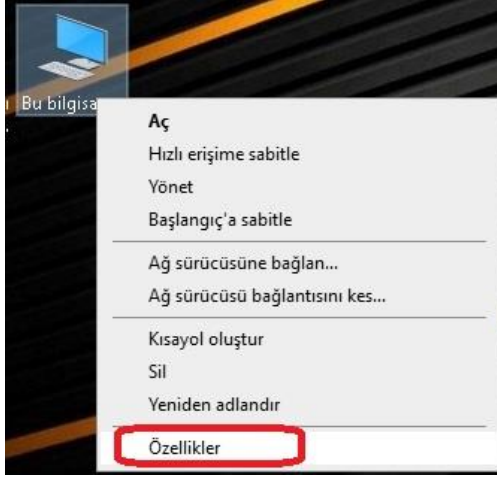 Bu bilgisa
Aç
Hızlı erişime sabitle
Yönet
Başlangıç'a sabitle
Ağ sürücüsüne bağlan...
Ağ sürücüsü bağlantısını kes...
Kısayol oluştur
Sil
Yeniden adlandır
Özellikler